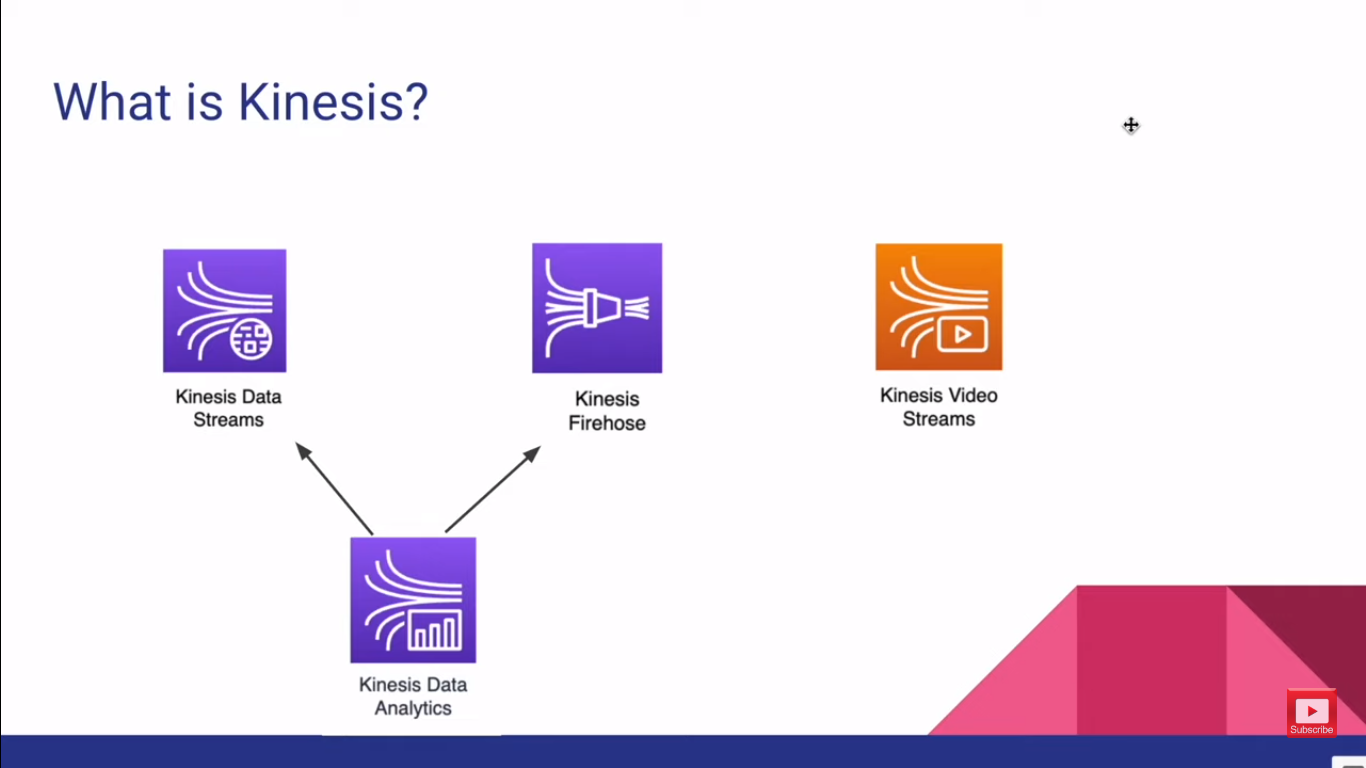 What is Kinesis?
Kinesis Data
Streams
Kinesis
Firehose
Kinesis Video
Streams
Kinesis Data
Analytics
Subscribe